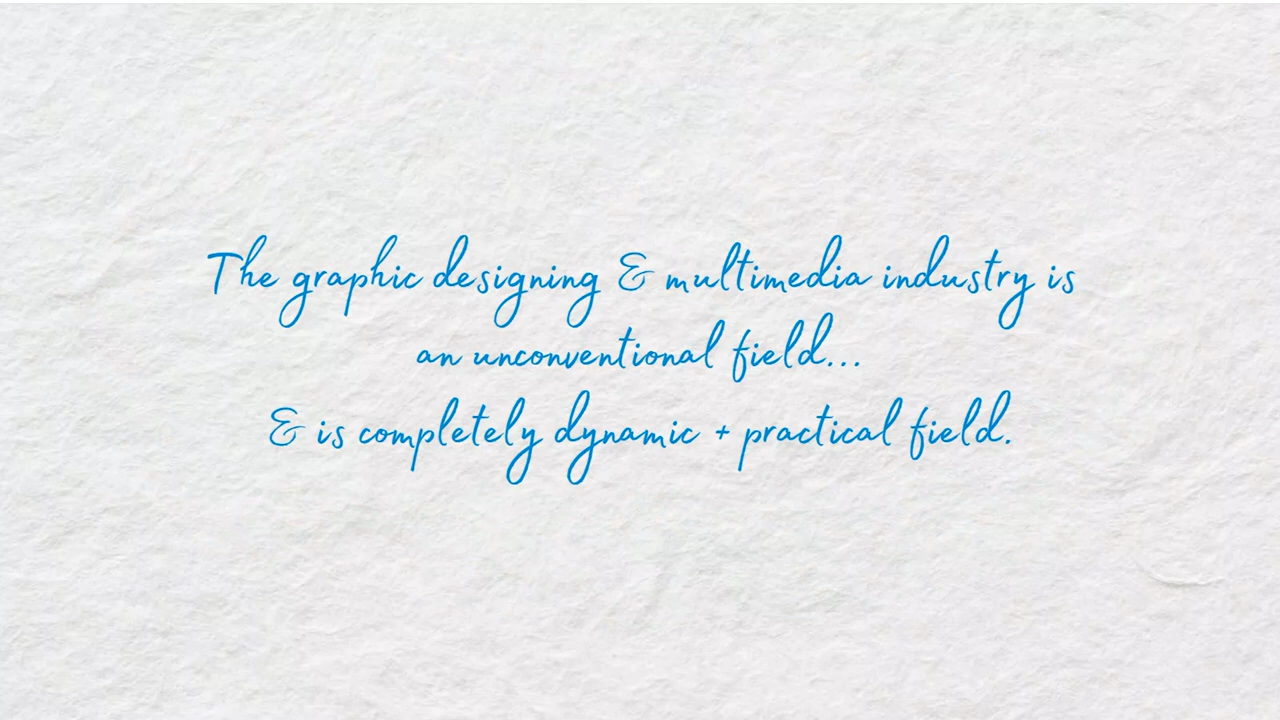 The graphic designing & multimedia industry is
an unconventional field...
& is completely dynamic + practical field.